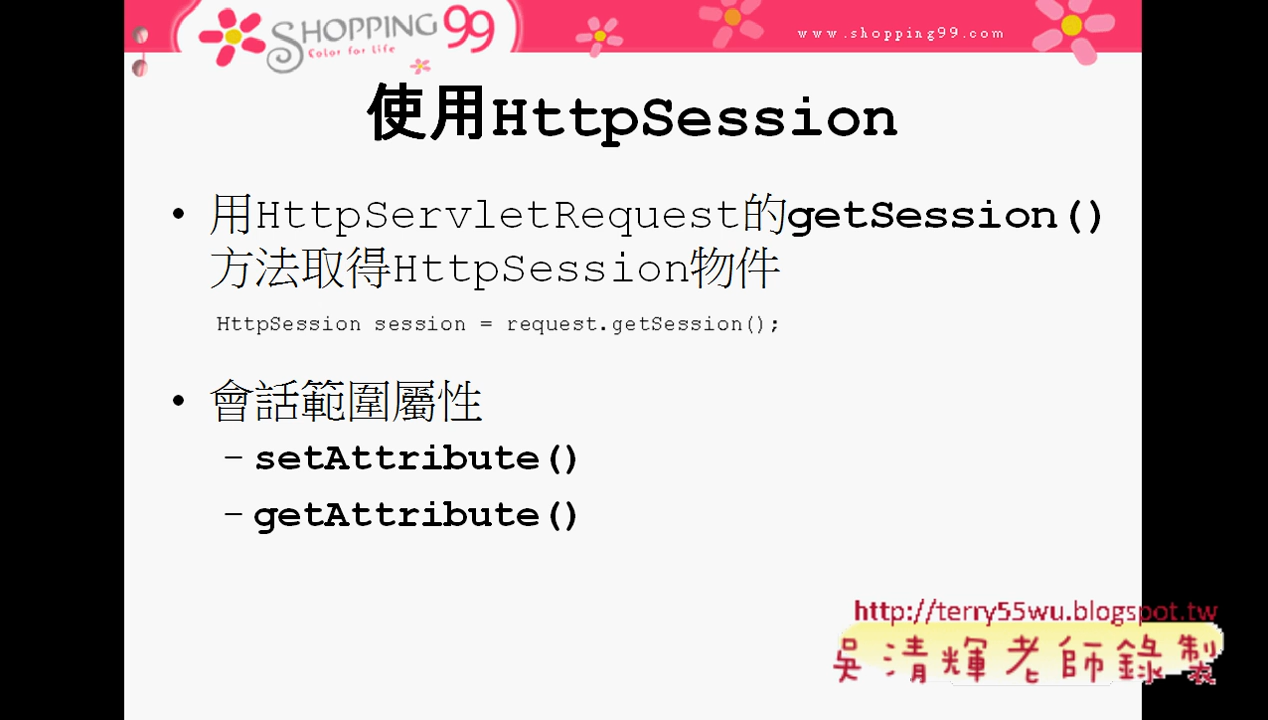 SHOPPING 99
Color for Life
www.shopping99.com
使用HttpSession
• 用HttpServletRequest的getSession()
方法取得HttpSession物件
HttpSession session = request.getSession();
• 會話範圍屬性
– setAttribute()
– getAttribute()
http://terry55wu.blogspot.tw
吳清輝老師錄製